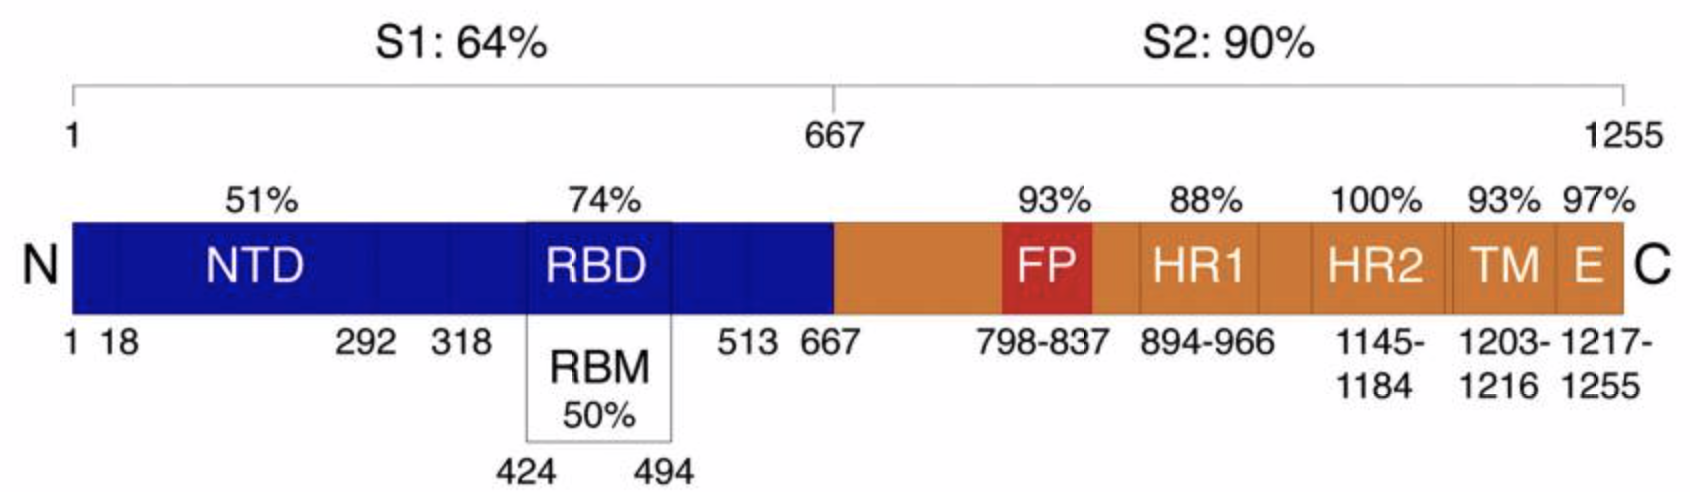 S1: 64% S2: 90%
1 667 1255
51% 74% 93% 88% 100% 93% 97%
N NTD RBD FP HR1 HR2 TM E C
1 18 292 318 513 667 798-837 894-966 1145- 1203- 1217-
RBM 1184 1216 1255
50%
424 494